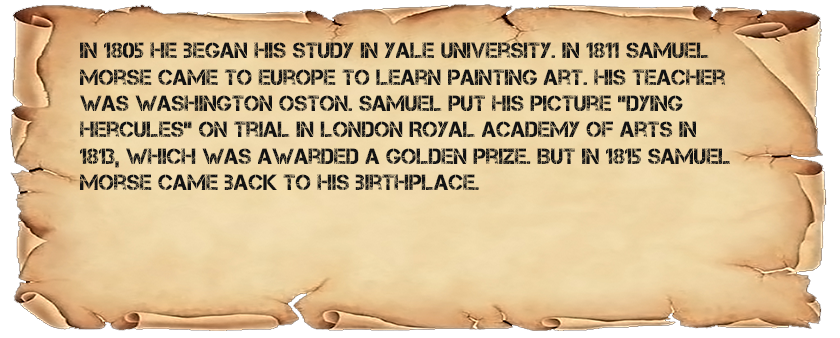 IN 1805 HE BEGAN HIS STUDY IN YALE UNIVERSITY. IN 1811 SAMUEL
MORSE CAME TO EUROPE TO LEARN PAINTING ART. HIS TEACHER
WAS WASHINGTON OSTON. SAMUEL PUT HIS PICTURE "DYING
HERCULES" ON TRIAL IN LONDON ROYAL ACADEMY OF ARTS IN
1813, WHICH WAS AWARDED A GOLDEN PRIZE. BUT IN 1815 SAMUEL
MORSE CAME BACK TO HIS BIRTHPLACE.